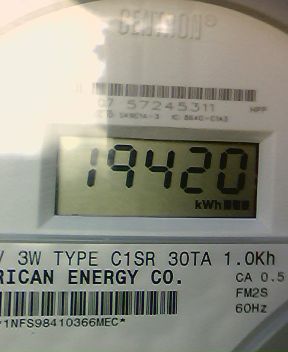 CENTRON®
07 57245311
19420
kWh
V 3W TYPE C1SR 30TA 1.0Kh
RICAN ENERGY CO.
CA 0.5
FM2S
60Hz
*1NFS98410366MEC*